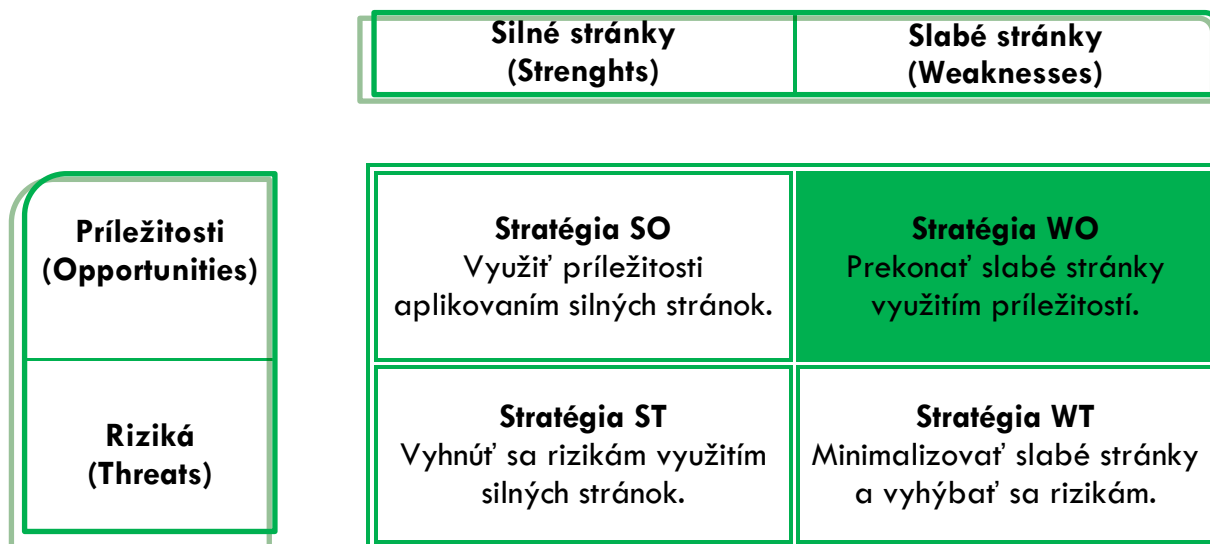 Silné stránky
(Strenghts)
Slabé stránky
(Weaknesses)
Príležitosti
(Opportunities)
Stratégia SO
Využiť príležitosti
aplikovaním silných stránok.
Stratégia WO
Prekonať slabé stránky
využitím príležitostí.
Riziká
(Threats)
Stratégia ST
Vyhnúť sa rizikám využitím
silných stránok.
Stratégia WT
Minimalizovať slabé stránky
a vyhýbať sa rizikám.